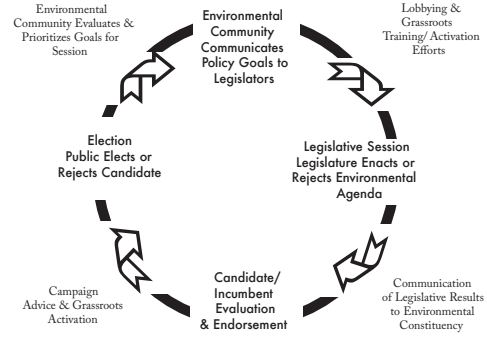 Environmental
Community Evaluates &
Prioritizes Goals for
Session
Environmental
Community
Communicates
Policy Goals to
Legislators
Lobbying &
Grassroots
Training/ Activation
Efforts
Election
Public Elects or
Rejects Candidate
Legislative Session
Legislature Enacts or
Rejects Environmental
Agenda
Campaign
Advice & Grassroots
Activation
Candidate/
Incumbent
Evaluation
& Endorsement
Communication
of Legislative Results
to Environmental
Constituency